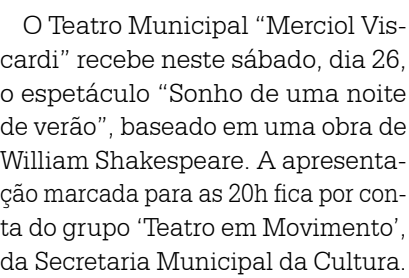 O Teatro Municipal “Merciol Vis-
cardi” recebe neste sábado, dia 26,
o espetáculo “Sonho de uma noite
de verão”, baseado em uma obra de
William Shakespeare. A apresenta-
ção marcada para as 20h fica por con-
ta do grupo ‘Teatro em Movimento’,
da Secretaria Municipal da Cultura.